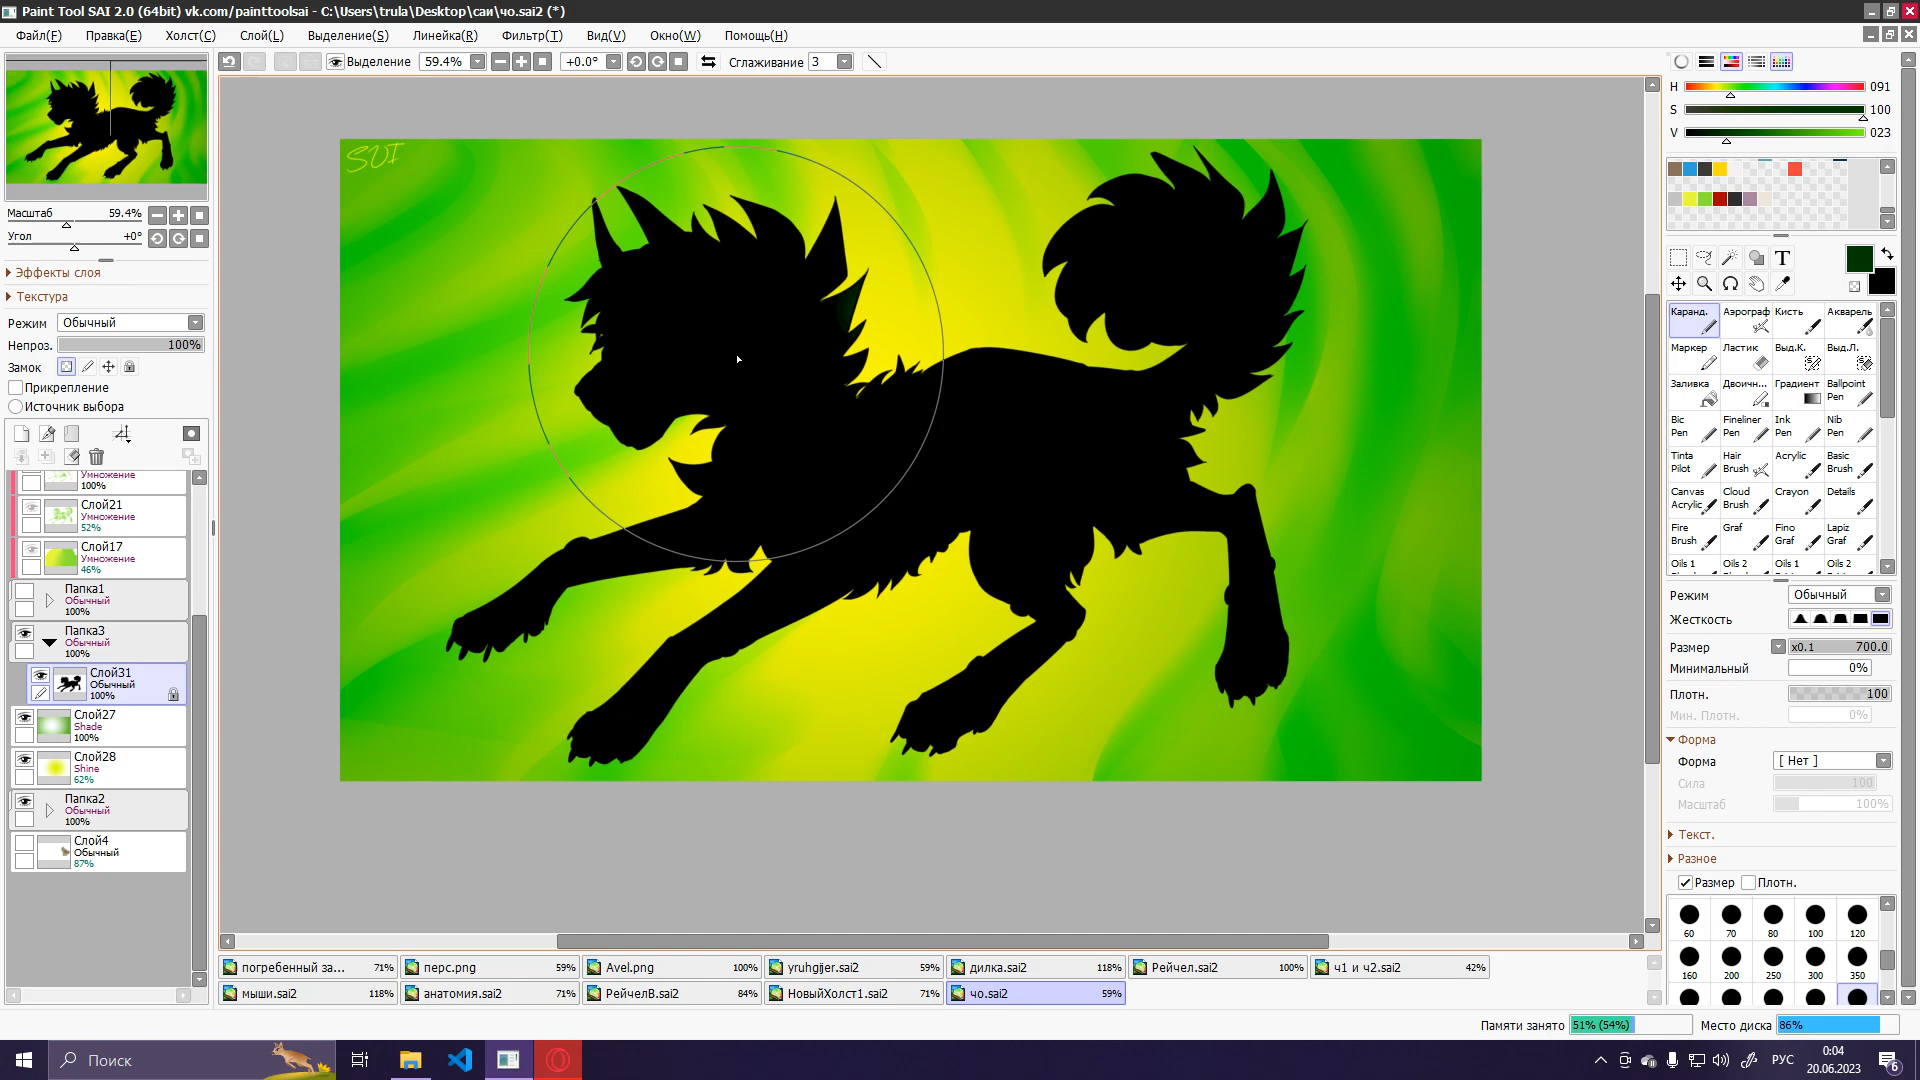 Paint Tool SAI 2.0 (64bit) vk.com/painttoolsai - C:\Users\trula\Desktop\саи\чо.sai2 (*)
Файл(F) Правка(E) Холст(C) Слой(L) Выделение(S) Линейка(R) Фильтр(T) Вид(V) Окно(W) Помощь(H)
Выделение 59.4% +0.0° Сглаживание 3
SUI
Масштаб 59.4%
Угол +0°
Эффекты слоя
Текстура
Режим Обычный
Непроз. 100%
Замок
Прикрепление
Источник выбора
Умножение
100%
Слой21
Умножение
52%
Слой17
Умножение
46%
Папка1
Обычный
100%
Папка3
Обычный
100%
Слой31
Обычный
100%
Слой27
Shade
100%
Слой28
Shine
62%
Папка2
Обычный
100%
Слой4
Обычный
87%
H 091
S 100
V 023
T
Каранд. Аэрограф Кисть Акварель
Маркер Ластик Выд.К. Выд.Л.
Заливка Двоичн... Градиент Ballpoint Pen
Bic Pen Fineliner Pen Ink Pen Nib Pen
Tinta Pilot Hair Brush Acrylic Basic Brush
Canvas Acrylic Cloud Brush Crayon Details
Fire Brush Graf Fino Graf Lapiz Graf
Oils 1 Oils 2 Oils 1 Oils 2
Режим Обычный
Жесткость
Размер x0.1 700.0
Минимальный 0%
Плотн. 100
Мин. Плотн. 0%
Форма
Форма [ Нет ]
Сила 100
Масштаб 100%
Текст.
Разное
Размер Плотн.
60 70 80 100 120
160 200 250 300 350
погребенный за... 71% перс.png 59% Avel.png 100% yruhgijer.sai2 59% дилка.sai2 118% Рейчел.sai2 100% ч1 и ч2.sai2 42%
мыши.sai2 118% анатомия.sai2 71% РейчелВ.sai2 84% НовыйХолст1.sai2 71% чо.sai2 59%
Памяти занято 51% (54%) Место диска 86%
Поиск
РУС
0:04
20.06.2023
6